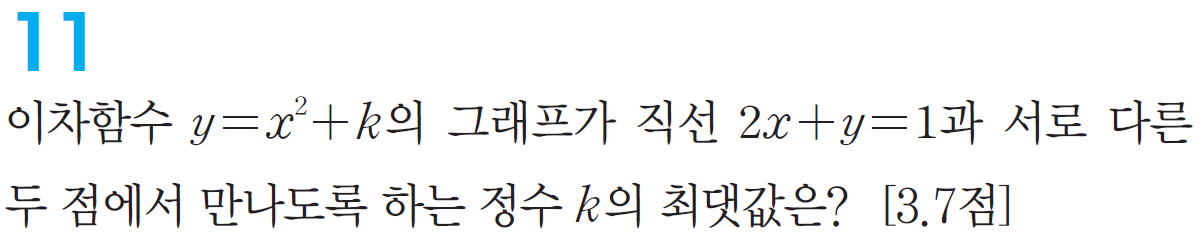 11
이차함수 y=x²+k의 그래프가 직선 2x+y=1과 서로 다른
두 점에서 만나도록 하는 정수 k의 최댓값은? [3.7점]